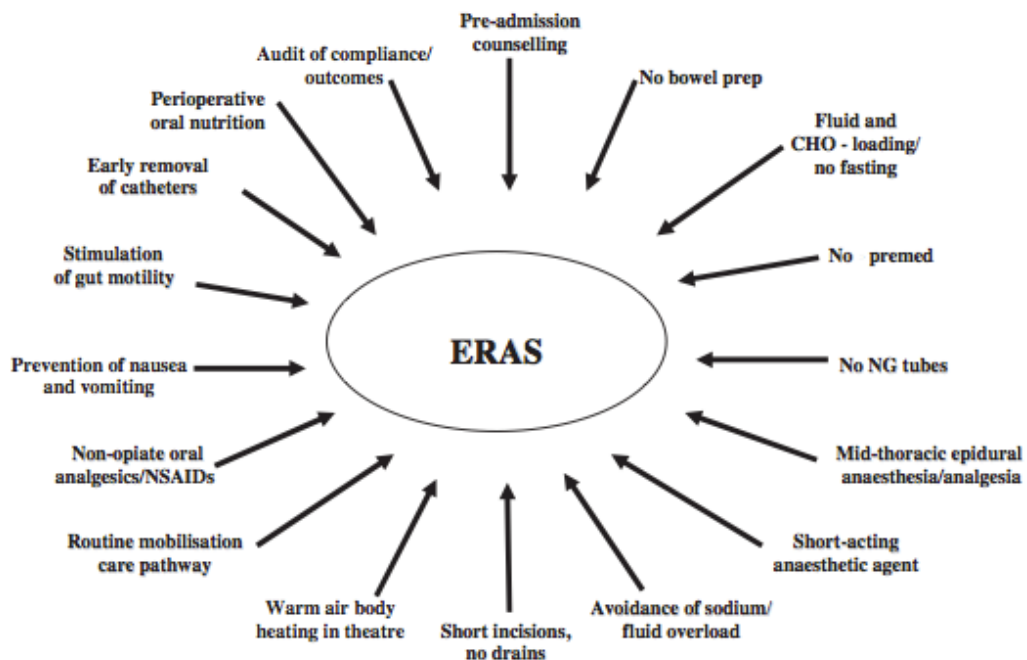 Pre-admission
counselling
Audit of compliance/
outcomes
No bowel prep
Perioperative
oral nutrition
Fluid and
CHO - loading/
no fasting
Early removal
of catheters
Stimulation
of gut motility
No premed
ERAS
Prevention of nausea
and vomiting
No NG tubes
Non-opiate oral
analgesics/NSAIDs
Mid-thoracic epidural
anaesthesia/analgesia
Routine mobilisation
care pathway
Short-acting
anaesthetic agent
Warm air body
heating in theatre
Short incisions,
no drains
Avoidance of sodium/
fluid overload